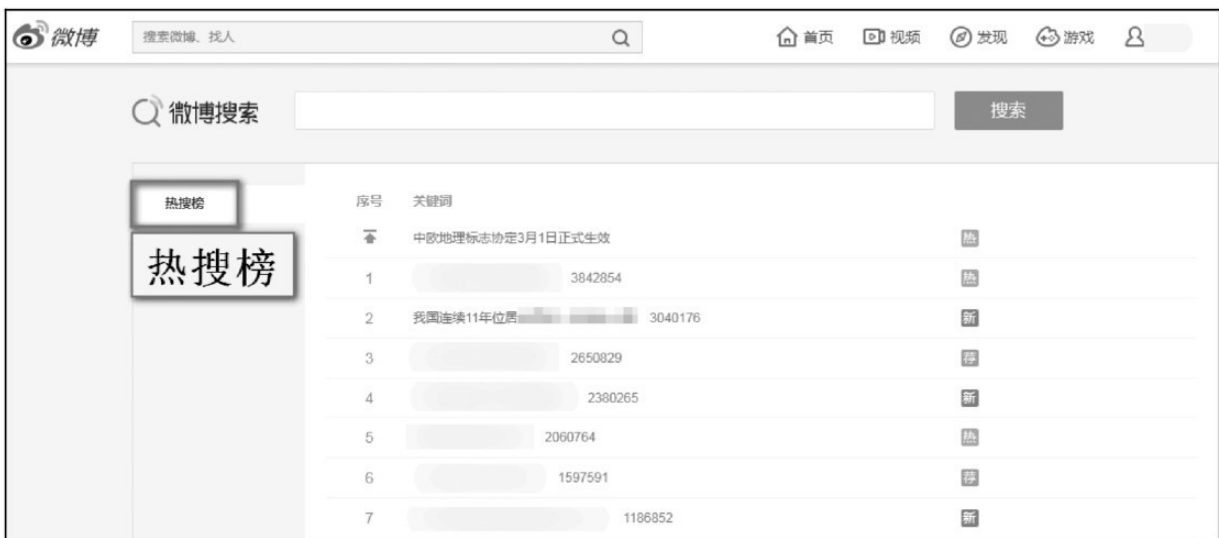 微博 搜索微博、找人 首页 视频 发现 游戏
微博搜索 搜索
热搜榜 序号 关键词
中欧地理标志协定3月1日正式生效 热
热搜榜
1 3842854 热
2 我国连续11年位居 3040176 新
3 2650829 荐
4 2380265 新
5 2060764 热
6 1597591 荐
7 1186852 新